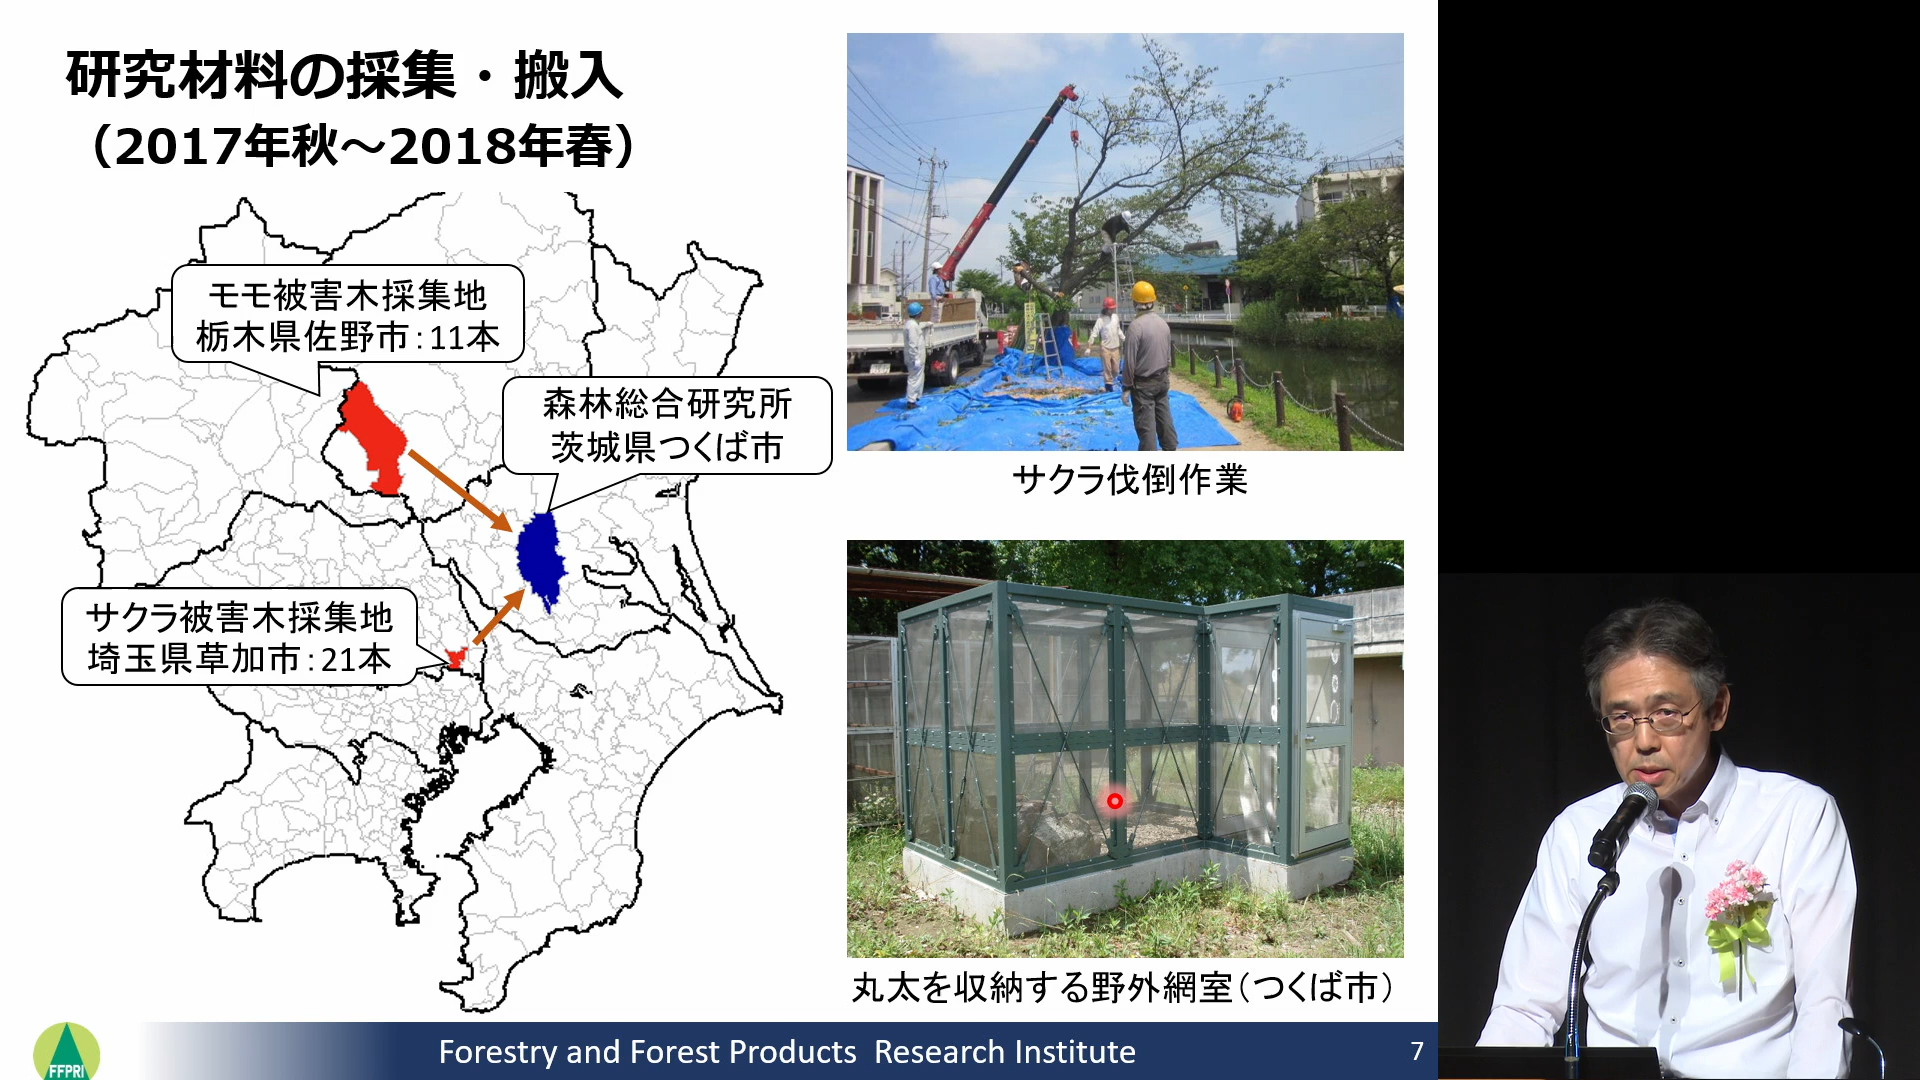 研究材料の採集・搬入
（2017年秋～2018年春）
モモ被害木採集地
栃木県佐野市：11本
森林総合研究所
茨城県つくば市
サクラ被害木採集地
埼玉県草加市：21本
サクラ伐倒作業
丸太を収納する野外網室（つくば市）
FFPRI
Forestry and Forest Products Research Institute
7